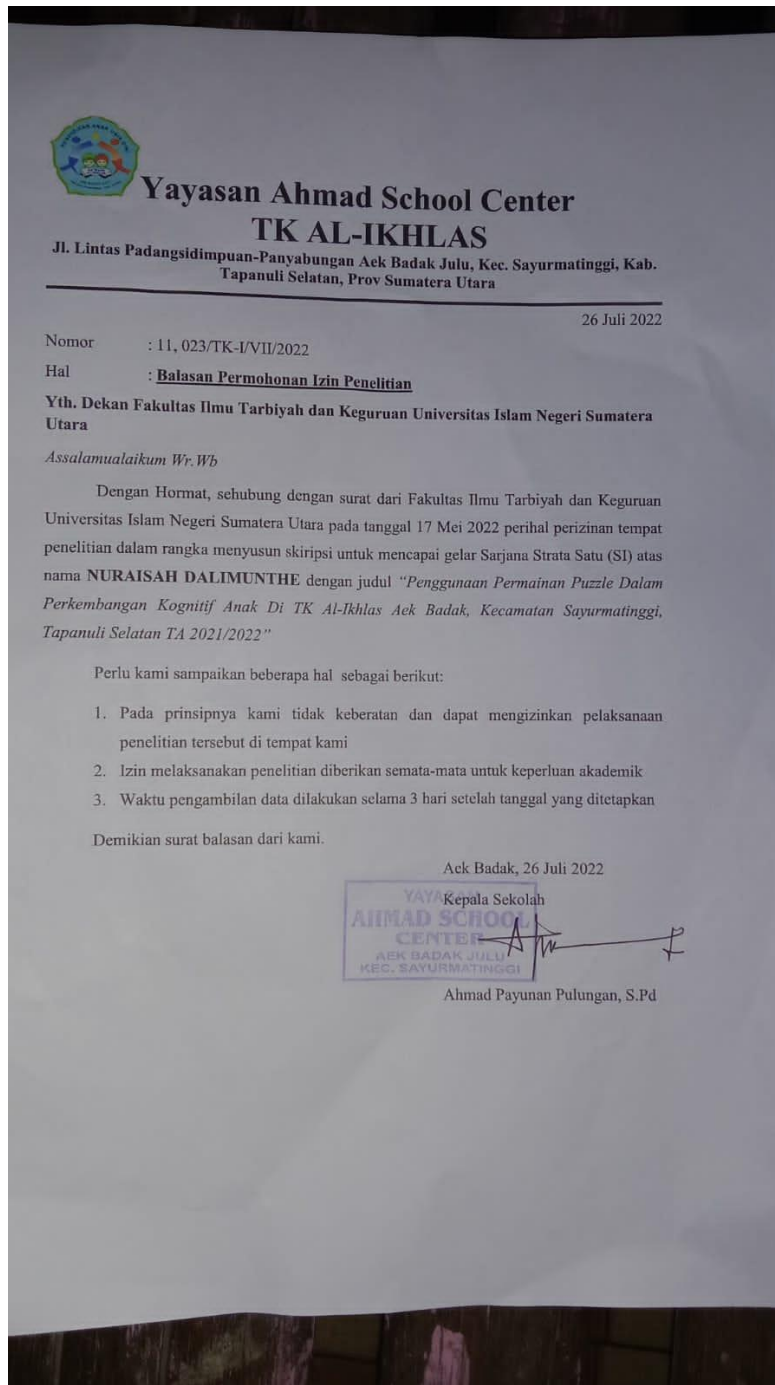 Yayasan Ahmad School Center
TK AL-IKHLAS
Jl. Lintas Padangsidimpuan-Panyabungan Aek Badak Julu, Kec. Sayurmatinggi, Kab.
Tapanuli Selatan, Prov Sumatera Utara
26 Juli 2022
Nomor : 11, 023/TK-I/VII/2022
Hal : Balasan Permohonan Izin Penelitian
Yth. Dekan Fakultas Ilmu Tarbiyah dan Keguruan Universitas Islam Negeri Sumatera
Utara
Assalamualaikum Wr.Wb
Dengan Hormat, sehubung dengan surat dari Fakultas Ilmu Tarbiyah dan Keguruan
Universitas Islam Negeri Sumatera Utara pada tanggal 17 Mei 2022 perihal perizinan tempat
penelitian dalam rangka menyusun skiripsi untuk mencapai gelar Sarjana Strata Satu (SI) atas
nama NURAISAH DALIMUNTHE dengan judul “Penggunaan Permainan Puzzle Dalam
Perkembangan Kognitif Anak Di TK Al-Ikhlas Aek Badak, Kecamatan Sayurmatinggi,
Tapanuli Selatan TA 2021/2022”
Perlu kami sampaikan beberapa hal sebagai berikut:
1. Pada prinsipnya kami tidak keberatan dan dapat mengizinkan pelaksanaan
penelitian tersebut di tempat kami
2. Izin melaksanakan penelitian diberikan semata-mata untuk keperluan akademik
3. Waktu pengambilan data dilakukan selama 3 hari setelah tanggal yang ditetapkan
Demikian surat balasan dari kami.
Aek Badak, 26 Juli 2022
Kepala Sekolah
YAYASAN
AHMAD SCHOOL
CENTER
AEK BADAK JULU
KEC. SAYURMATINGGI
Ahmad Payunan Pulungan, S.Pd